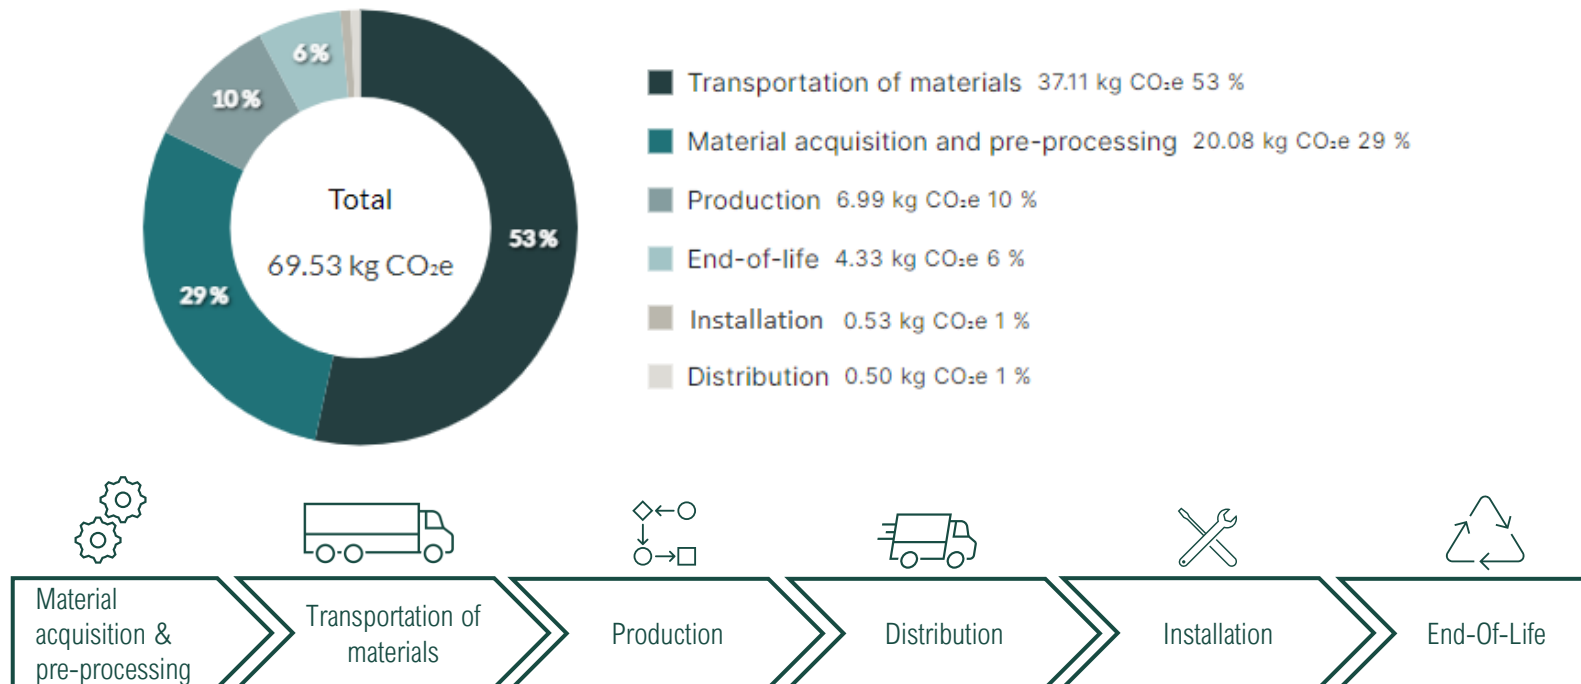 6%
10%
29%
53%
Total
69.53 kg CO₂e
Transportation of materials 37.11 kg CO₂e 53 %
Material acquisition and pre-processing 20.08 kg CO₂e 29 %
Production 6.99 kg CO₂e 10 %
End-of-life 4.33 kg CO₂e 6 %
Installation 0.53 kg CO₂e 1 %
Distribution 0.50 kg CO₂e 1 %
Material
acquisition &
pre-processing
Transportation of
materials
Production
Distribution
Installation
End-Of-Life